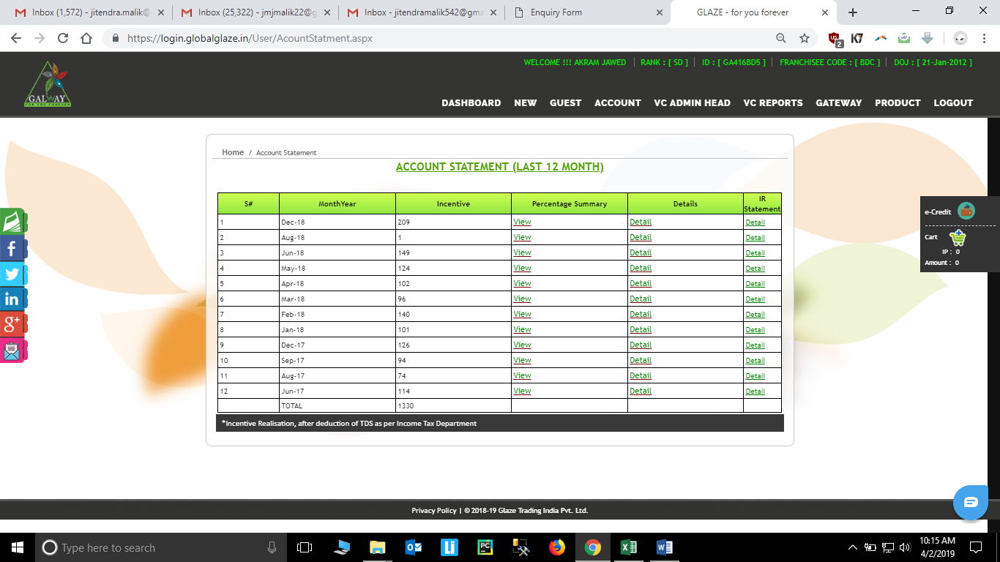 Inbox (1,572) - jitendra.malik@
Inbox (25,322) - jmjmalik22@g
Inbox - jitendramalik542@gma
Enquiry Form
GLAZE - for you forever
https://login.globalglaze.in/User/AcountStatment.aspx
2
K7
WELCOME !!! AKRAM JAWED
RANK : [ SD ]
ID : [ GA416BD5 ]
FRANCHISEE CODE : [ BDC ]
DOJ : [ 21-Jan-2012 ]
GALWAY
FOR YOU FOREVER
DASHBOARD NEW GUEST ACCOUNT VC ADMIN HEAD VC REPORTS GATEWAY PRODUCT LOGOUT
Home / Account Statement
ACCOUNT STATEMENT (LAST 12 MONTH)
S# MonthYear Incentive Percentage Summary Details IR Statement
1 Dec-18 209 View Detail Detail
2 Aug-18 1 View Detail Detail
3 Jun-18 149 View Detail Detail
4 May-18 124 View Detail Detail
5 Apr-18 102 View Detail Detail
6 Mar-18 96 View Detail Detail
7 Feb-18 140 View Detail Detail
8 Jan-18 101 View Detail Detail
9 Dec-17 126 View Detail Detail
10 Sep-17 94 View Detail Detail
11 Aug-17 74 View Detail Detail
12 Jun-17 114 View Detail Detail
TOTAL 1330
*Incentive Realisation, after deduction of TDS as per Income Tax Department
e-Credit
Cart
IP : 0
Amount : 0
Privacy Policy | © 2018-19 Glaze Trading India Pvt. Ltd.
Type here to search
10:15 AM
4/2/2019